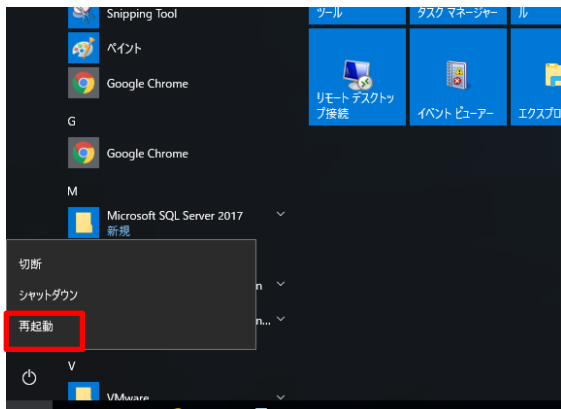 Snipping Tool
ペイント
Google Chrome
G
Google Chrome
M
Microsoft SQL Server 2017
新規
切断
シャットダウン
再起動
n
n...
V
VMware
ツール
タスク マネージャー
ル
リモート デスクトッ
プ接続
イベント ビューアー
エクスプロ